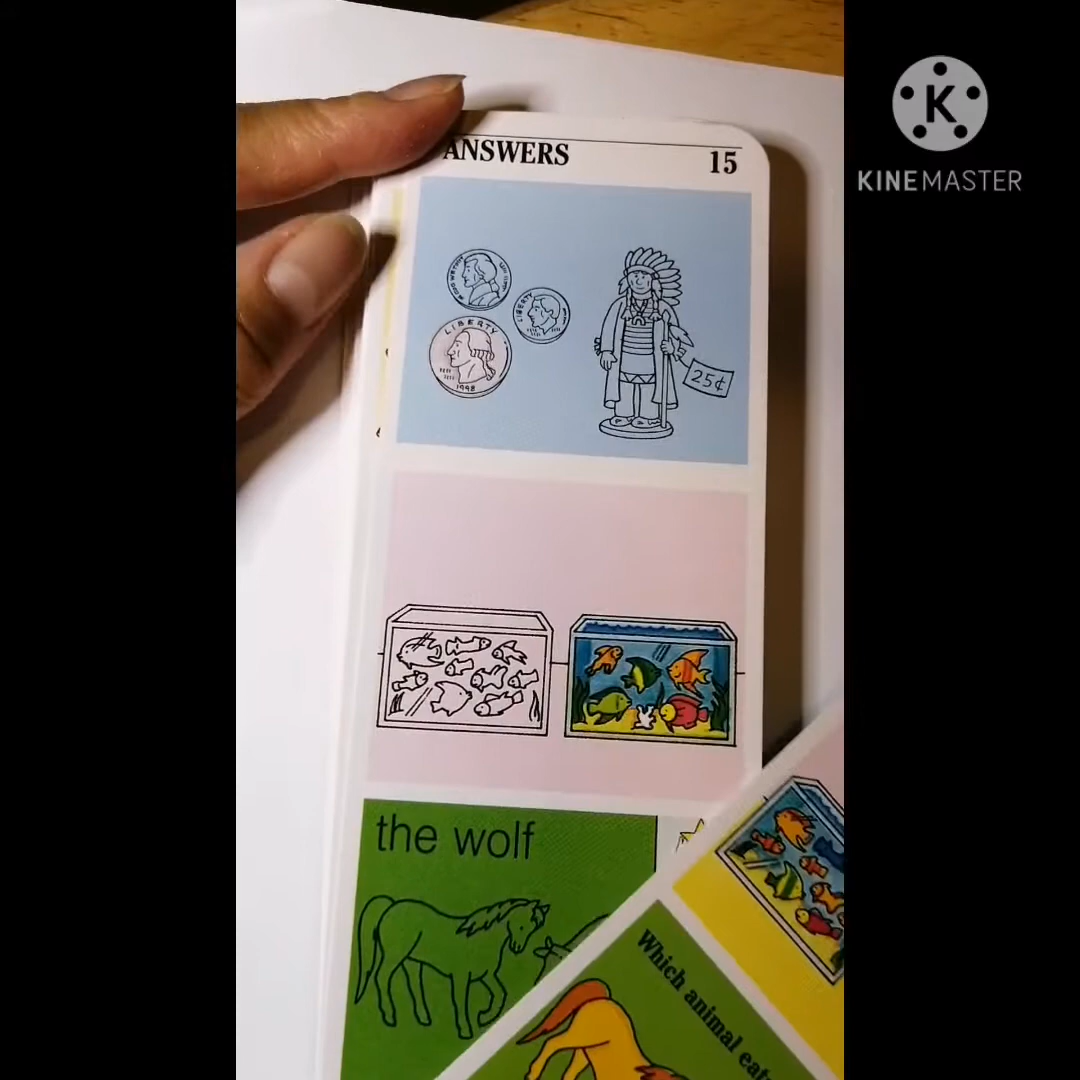 KINEMASTER
ANSWERS 15
LIBERTY
LIBERTY
1998
25¢
the wolf
Which animal eat